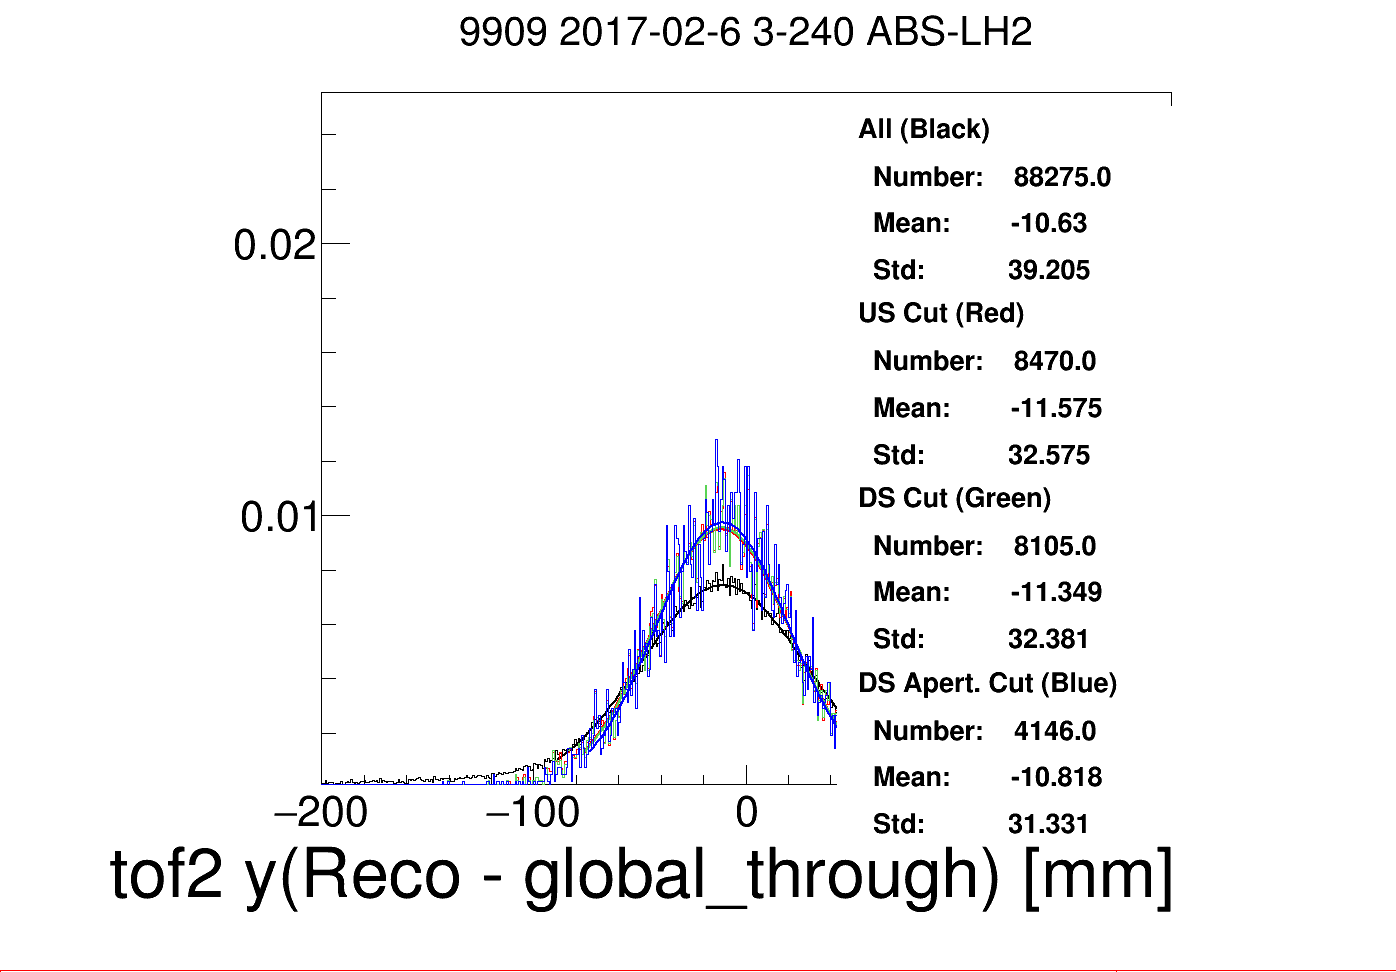 9909 2017-02-6 3-240 ABS-LH2
All (Black)
Number: 88275.0
Mean: -10.63
Std: 39.205
0.02
US Cut (Red)
Number: 8470.0
Mean: -11.575
Std: 32.575
DS Cut (Green)
0.01
Number: 8105.0
Mean: -11.349
Std: 32.381
DS Apert. Cut (Blue)
Number: 4146.0
Mean: -10.818
Std: 31.331
−200 −100 0
tof2 y(Reco - global_through) [mm]